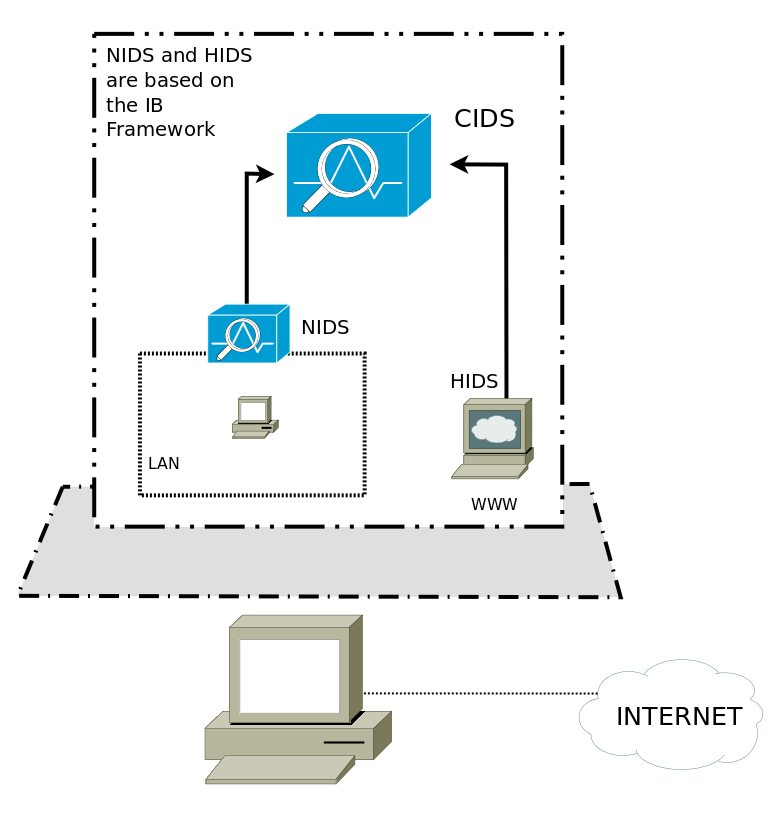 NIDS and HIDS
are based on
the IB
Framework
CIDS
NIDS
HIDS
LAN
WWW
INTERNET